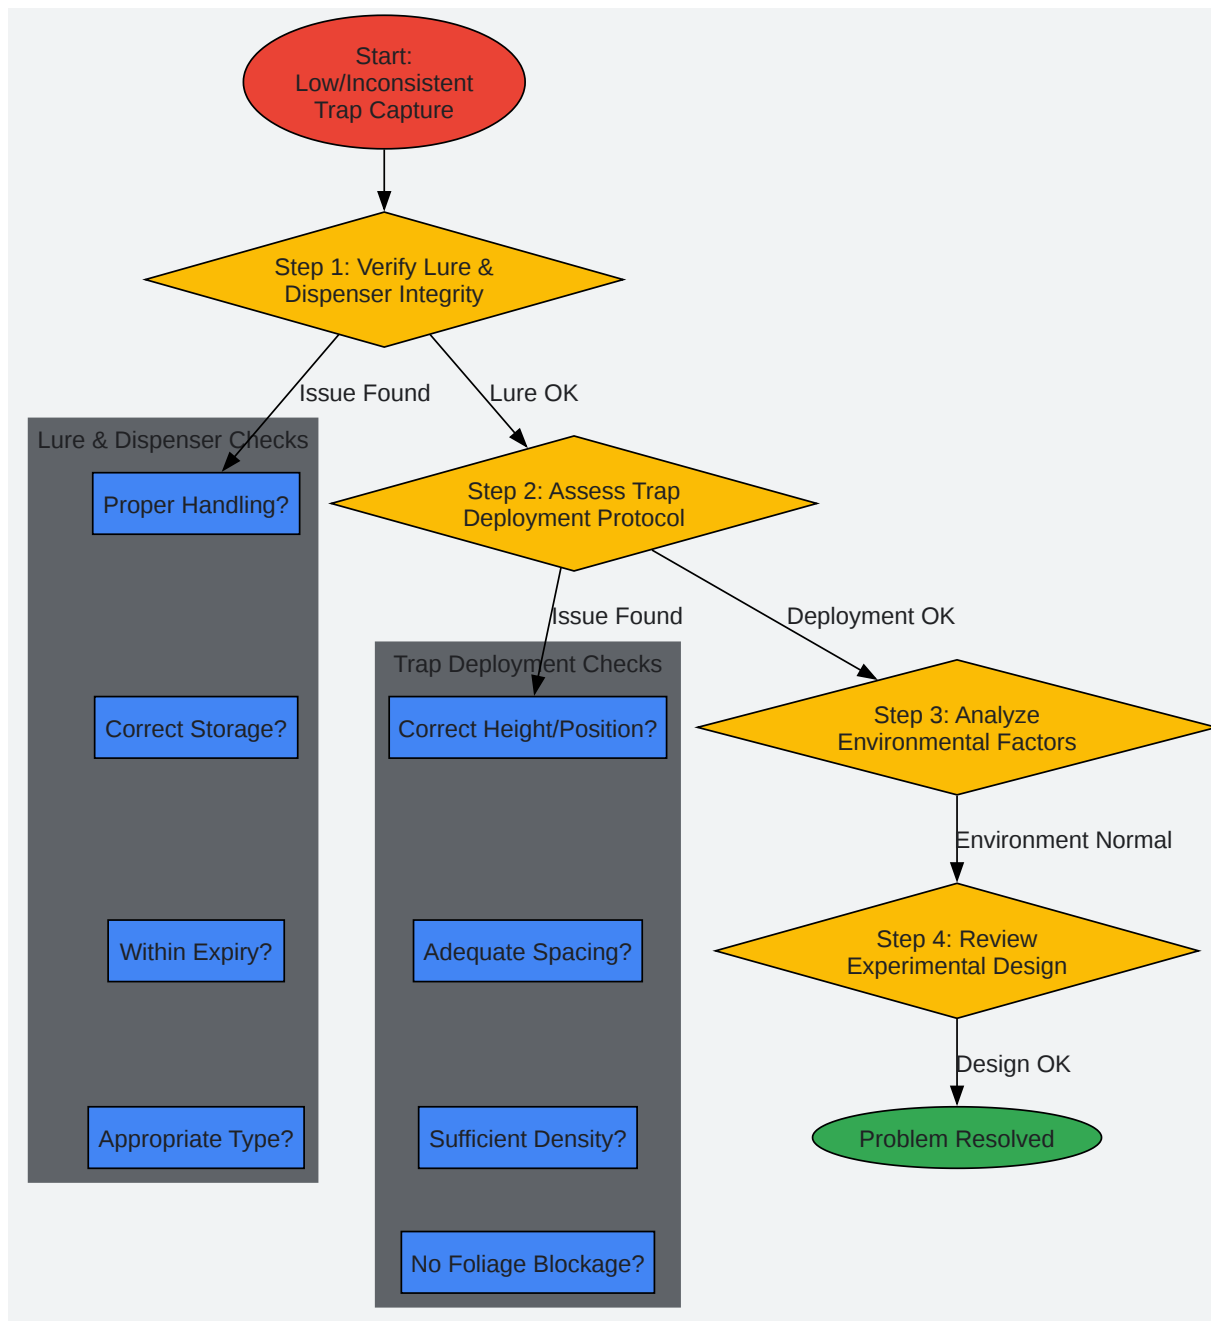 Start:
Low/Inconsistent
Trap Capture
Step 1: Verify Lure &
Dispenser Integrity
Issue Found
Lure OK
Lure & Dispenser Checks
Proper Handling?
Step 2: Assess Trap
Deployment Protocol
Issue Found
Deployment OK
Trap Deployment Checks
Correct Storage?
Correct Height/Position?
Step 3: Analyze
Environmental Factors
Environment Normal
Within Expiry?
Adequate Spacing?
Step 4: Review
Experimental Design
Design OK
Appropriate Type?
Sufficient Density?
Problem Resolved
No Foliage Blockage?